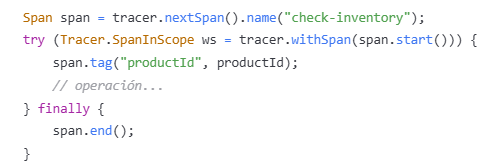 Span span = tracer.nextSpan().name("check-inventory");
try (Tracer.SpanInScope ws = tracer.withSpan(span.start())) {
    span.tag("productId", productId);
    // operación...
} finally {
    span.end();
}